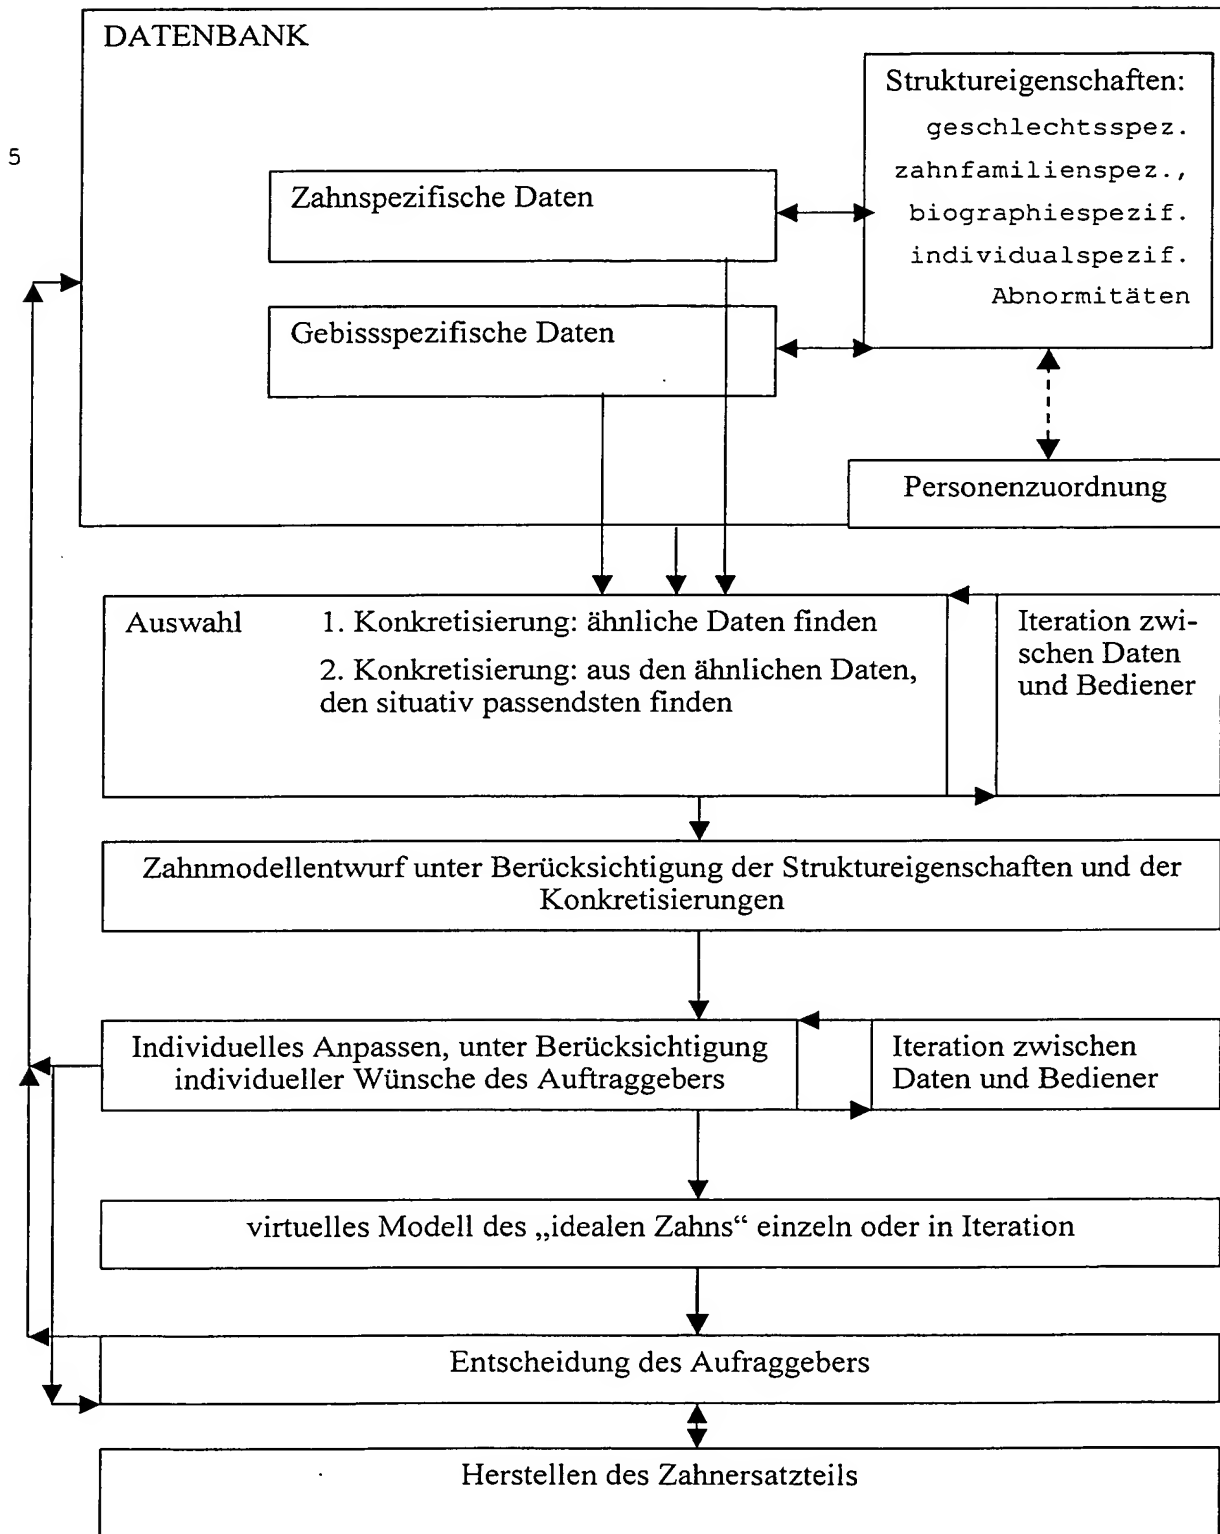 DATENBANK
Struktureigenschaften:
geschlechtsspez.
5
zahnfamilienspez.,
Zahnspezifische Daten
biographiespezif.
individualspezif.
Abnormitäten
Gebissspezifische Daten
Personenzuordnung
Auswahl 1. Konkretisierung: ähnliche Daten finden
2. Konkretisierung: aus den ähnlichen Daten,
den situativ passendsten finden
Iteration zwi-
schen Daten
und Bediener
Zahnmodellentwurf unter Berücksichtigung der Struktureigenschaften und der
Konkretisierungen
Individuelles Anpassen, unter Berücksichtigung
individueller Wünsche des Auftraggebers
Iteration zwischen
Daten und Bediener
virtuelles Modell des „idealen Zahns“ einzeln oder in Iteration
Entscheidung des Aufraggebers
Herstellen des Zahnersatzteils